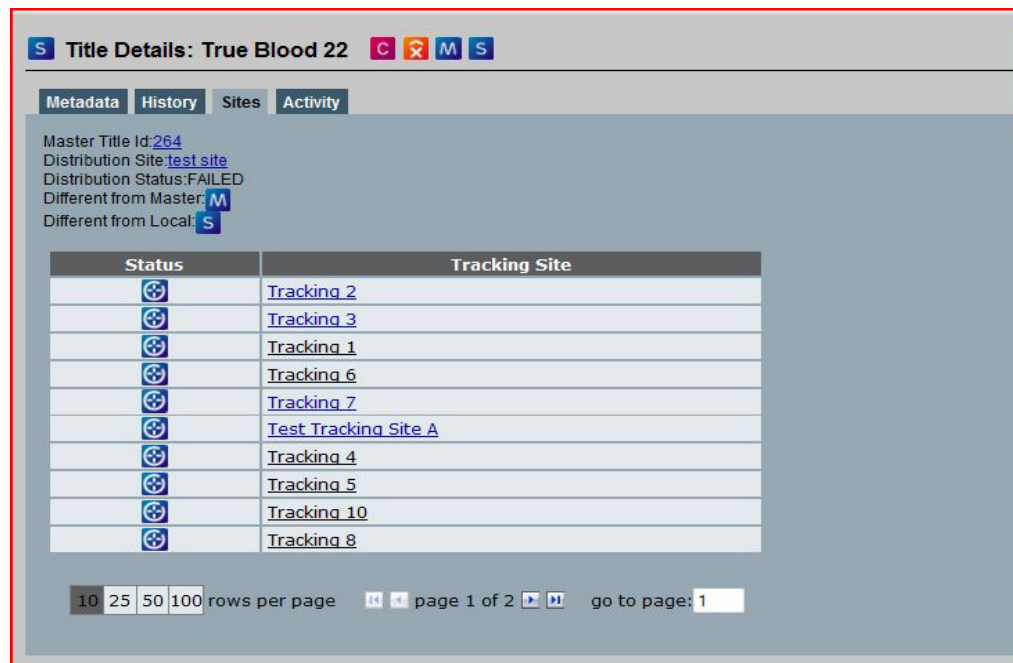 S Title Details: True Blood 22 C X M S
Metadata History Sites Activity
Master Title Id:264
Distribution Site:test site
Distribution Status:FAILED
Different from Master:M
Different from Local:S
Status Tracking Site
Tracking 2
Tracking 3
Tracking 1
Tracking 6
Tracking 7
Test Tracking Site A
Tracking 4
Tracking 5
Tracking 10
Tracking 8
10 25 50 100 rows per page page 1 of 2 go to page: 1